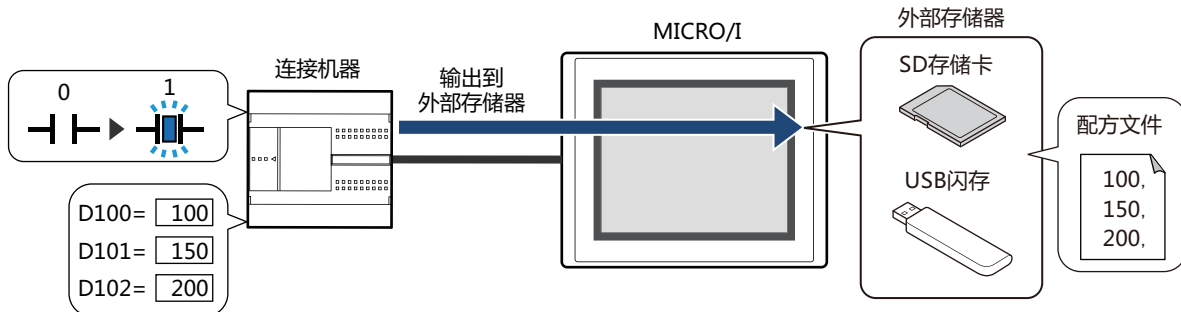 外部存储器
MICRO/I
连接机器
输出到
外部存储器
SD存储卡
0
1
配方文件
USB闪存
100,
150,
200,
D100= 100
D101= 150
D102= 200